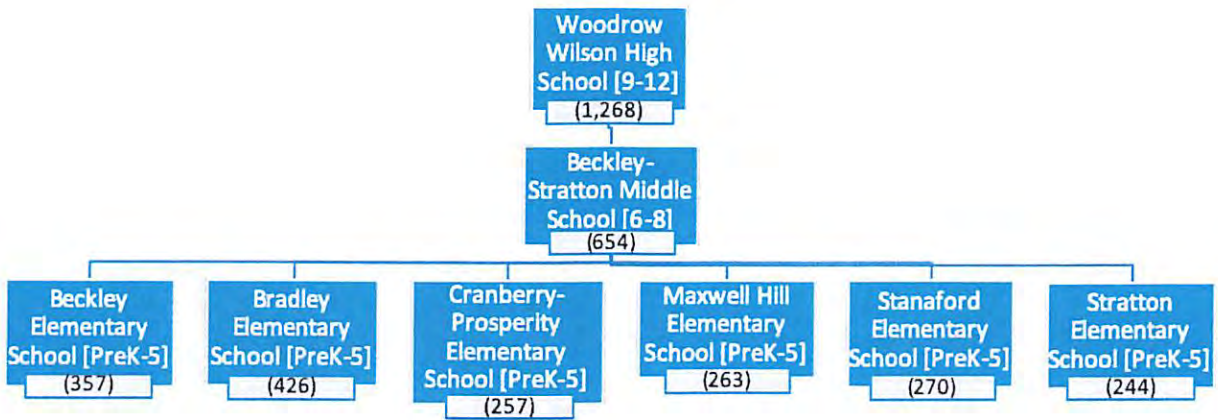 Woodrow
Wilson High
School [9-12]
(1,268)
Beckley-
Stratton Middle
School [6-8]
(654)
Beckley
Elementary
School [PreK-5]
(357)
Bradley
Elementary
School [PreK-5]
(426)
Cranberry-
Prosperity
Elementary
School [PreK-5]
(257)
Maxwell Hill
Elementary
School [PreK-5]
(263)
Stanaford
Elementary
School [PreK-5]
(270)
Stratton
Elementary
School [PreK-5]
(244)